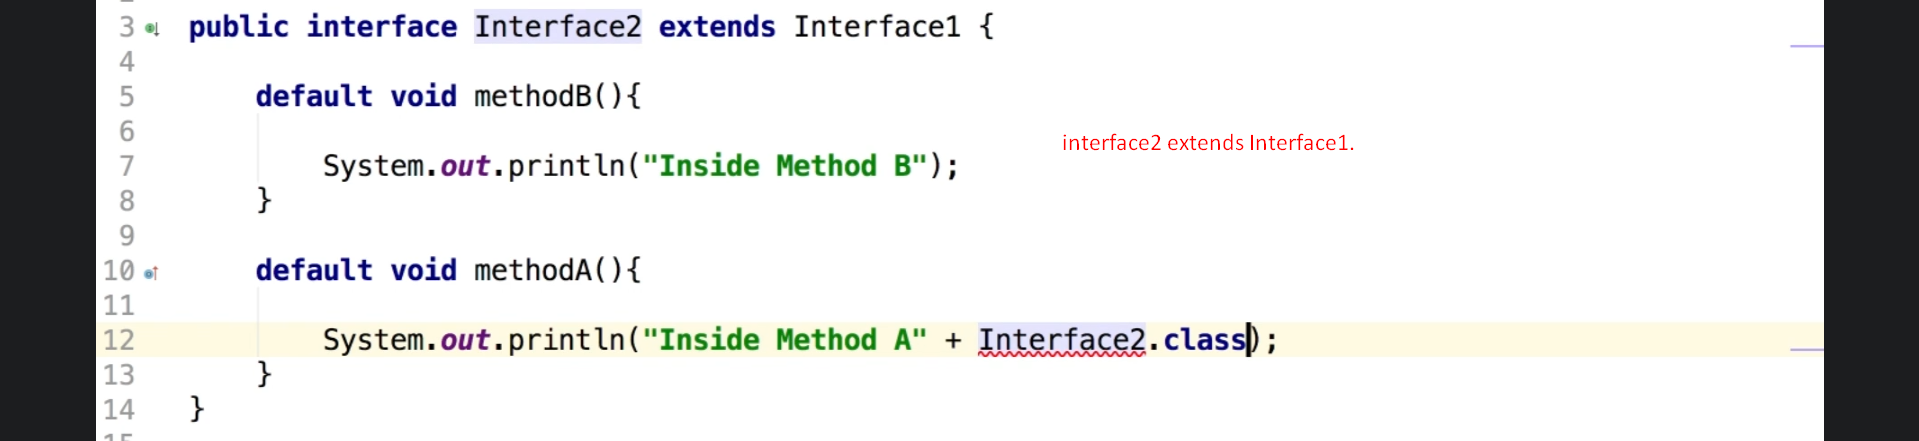 3 public interface Interface2 extends Interface1 {
4
5 default void methodB(){
6
interface2 extends Interface1.
7 System.out.println("Inside Method B");
8 }
9
10 default void methodA(){
11
12 System.out.println("Inside Method A" + Interface2.class);
13 }
14 }